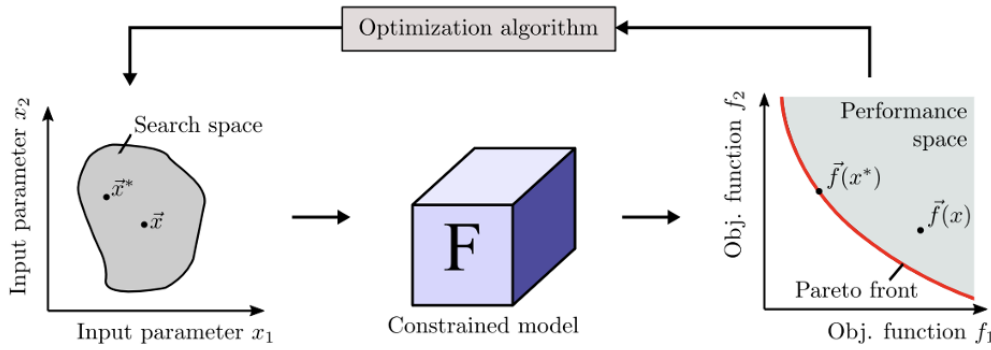 Optimization algorithm
Input parameter x₂
Search space
x⃗*
x⃗
Input parameter x₁
F
Constrained model
Obj. function f₂
Performance
space
f⃗(x*)
f⃗(x)
Pareto front
Obj. function f₁